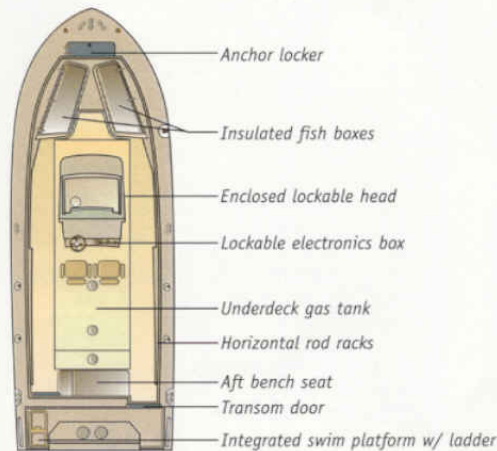 Anchor locker
Insulated fish boxes
Enclosed lockable head
Lockable electronics box
Underdeck gas tank
Horizontal rod racks
Aft bench seat
Transom door
Integrated swim platform w/ ladder